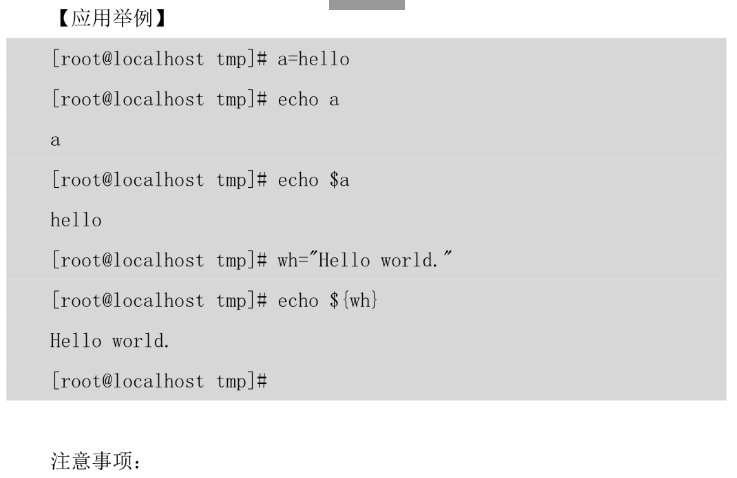 【应用举例】
[root@localhost tmp]# a=hello
[root@localhost tmp]# echo a
a
[root@localhost tmp]# echo $a
hello
[root@localhost tmp]# wh="Hello world."
[root@localhost tmp]# echo ${wh}
Hello world.
[root@localhost tmp]#
注意事项：